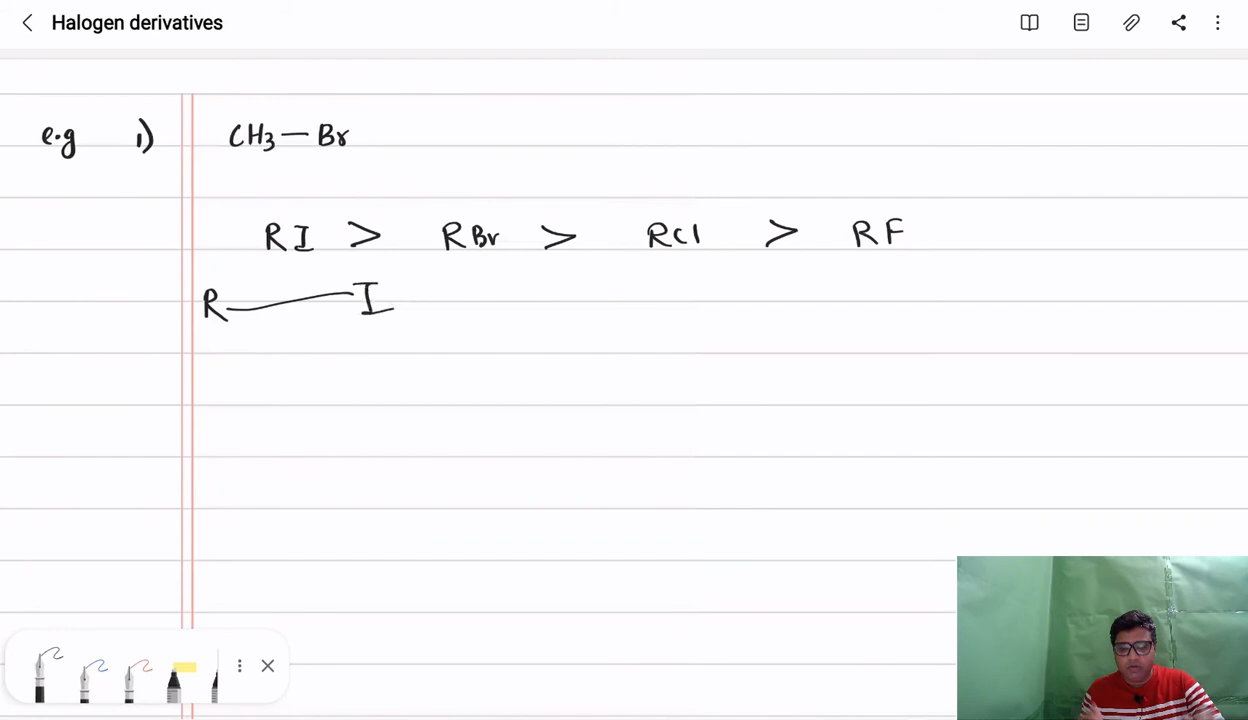 Halogen derivatives
e.g 1) CH3 — Br
RI > RBr > RCl > RF
R — I